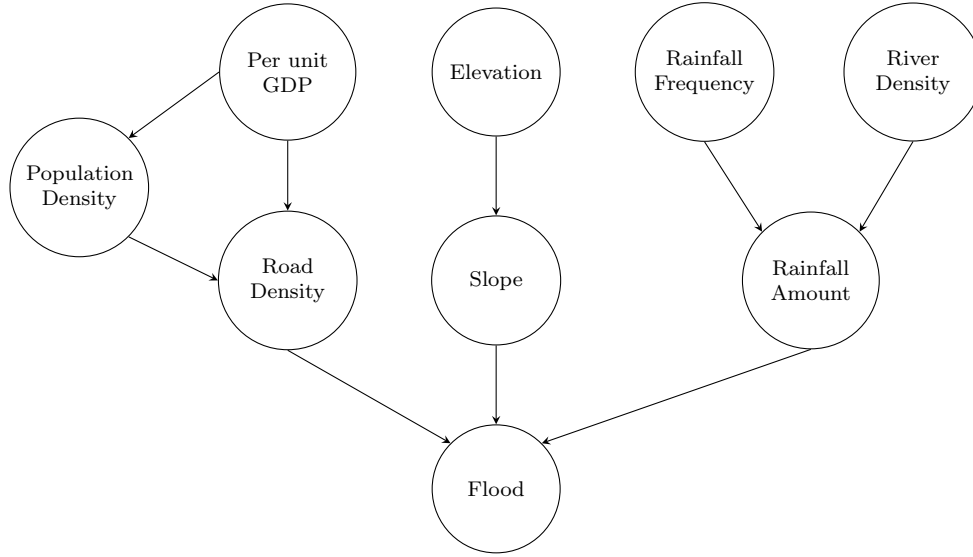 Per unit
GDP
Elevation
Rainfall
Frequency
River
Density
Population
Density
Road
Density
Slope
Rainfall
Amount
Flood